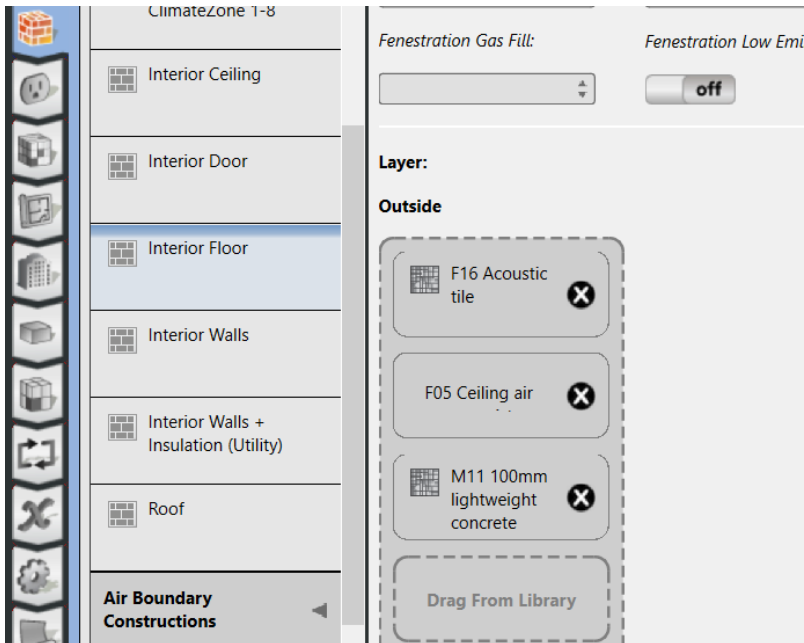 ClimateZone 1-8
Interior Ceiling
Interior Door
Interior Floor
Interior Walls
Interior Walls +
Insulation (Utility)
Roof
Air Boundary
Constructions
Fenestration Gas Fill:
Fenestration Low Emi
off
Layer:
Outside
F16 Acoustic
tile
F05 Ceiling air
M11 100mm
lightweight
concrete
Drag From Library